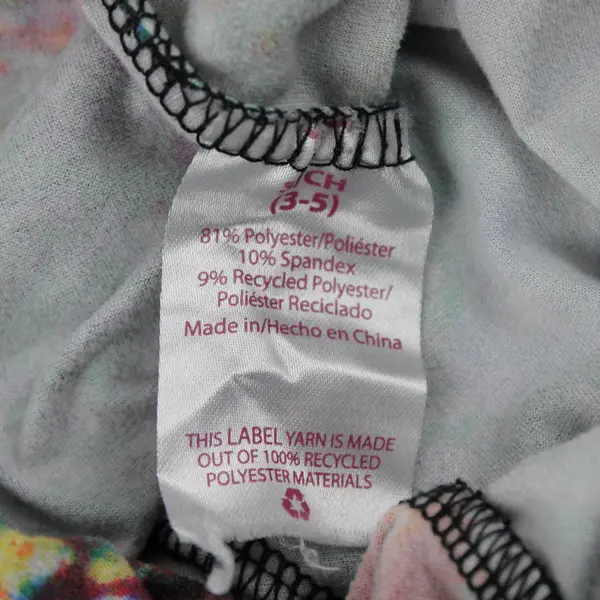 /CH
(3-5)
81% Polyester/Poliéster
10% Spandex
9% Recycled Polyester/
Poliéster Reciclado
Made in/Hecho en China
THIS LABEL YARN IS MADE
OUT OF 100% RECYCLED
POLYESTER MATERIALS